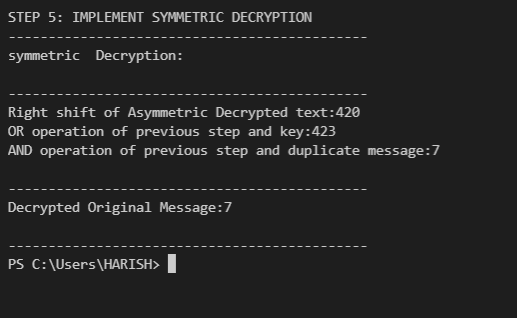 STEP 5: IMPLEMENT SYMMETRIC DECRYPTION
---------------------------------------------
symmetric  Decryption:
---------------------------------------------
Right shift of Asymmetric Decrypted text:420
OR operation of previous step and key:423
AND operation of previous step and duplicate message:7
---------------------------------------------
Decrypted Original Message:7
---------------------------------------------
PS C:\Users\HARISH>